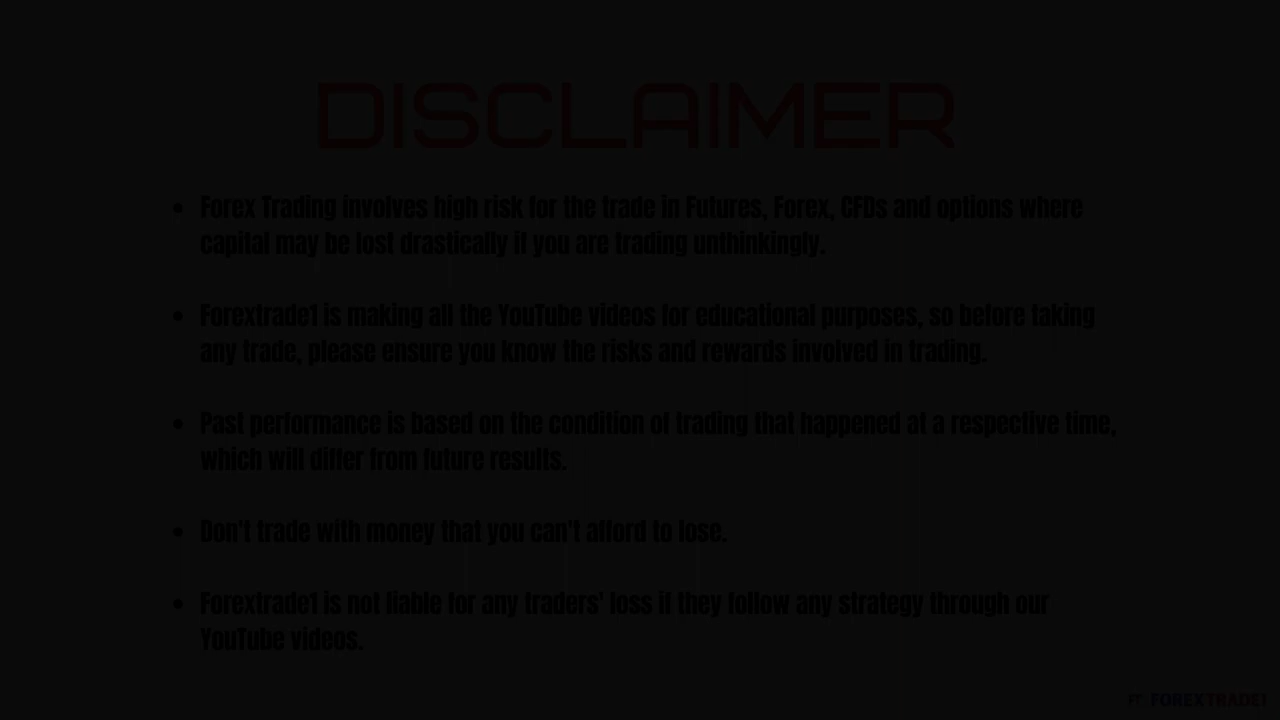 DISCLAIMER
• Forex Trading involves high risk for the trade in Futures, Forex, CFDs and options where
capital may be lost drastically if you are trading unthinkingly.
• Forextrade1 is making all the YouTube videos for educational purposes, so before taking
any trade, please ensure you know the risks and rewards involved in trading.
• Past performance is based on the condition of trading that happened at a respective time,
which will differ from future results.
• Don't trade with money that you can't afford to lose.
• Forextrade1 is not liable for any traders' loss if they follow any strategy through our
YouTube videos.
FOREXTRADE1